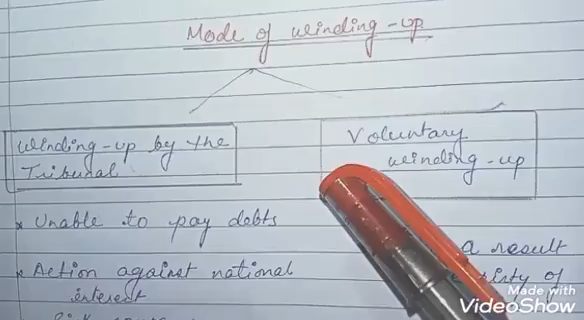 Mode of winding-up
winding-up by the
Tribunal
Voluntary
winding-up
* Unable to pay debts
* Action against national
interest
a result
of
Made with
VideoShow